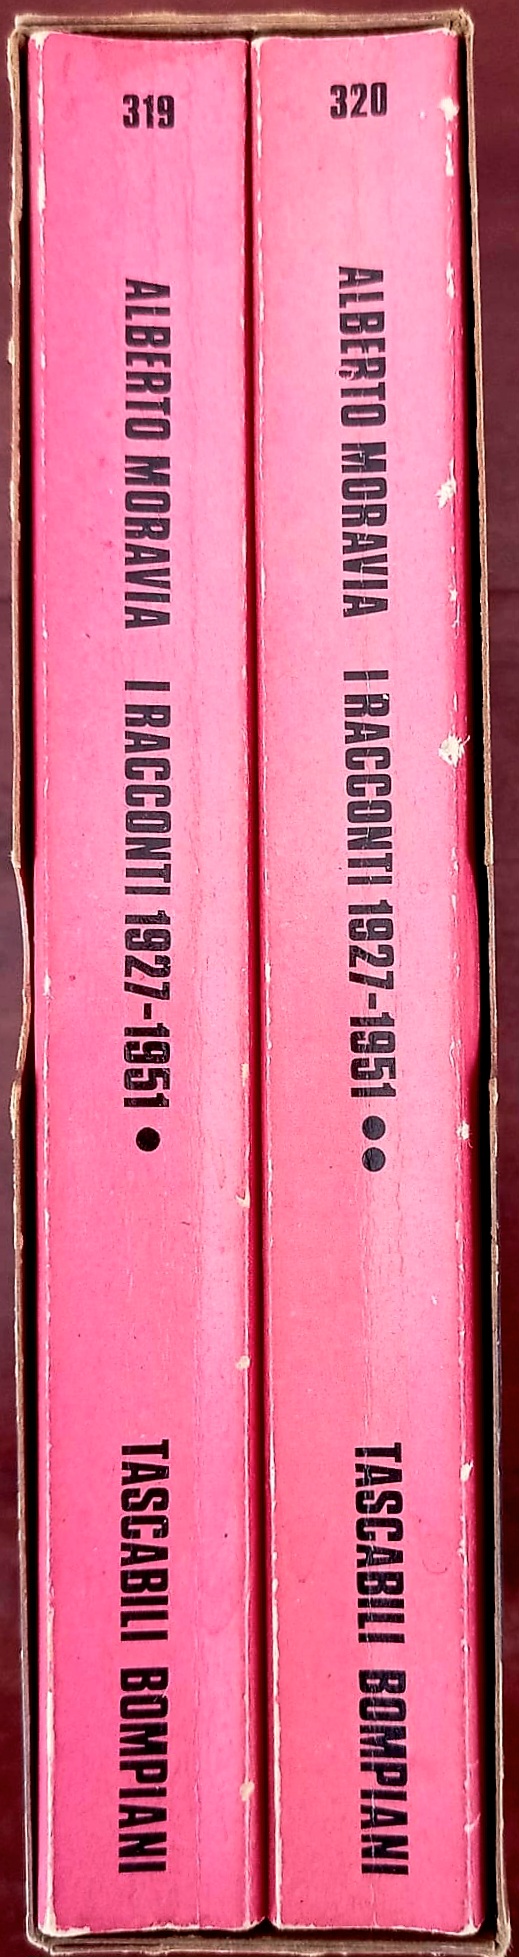 319
ALBERTO MORAVIA I RACCONTI 1927-1951 •
TASCABILI BOMPIANI
320
ALBERTO MORAVIA I RACCONTI 1927-1951 ••
TASCABILI BOMPIANI